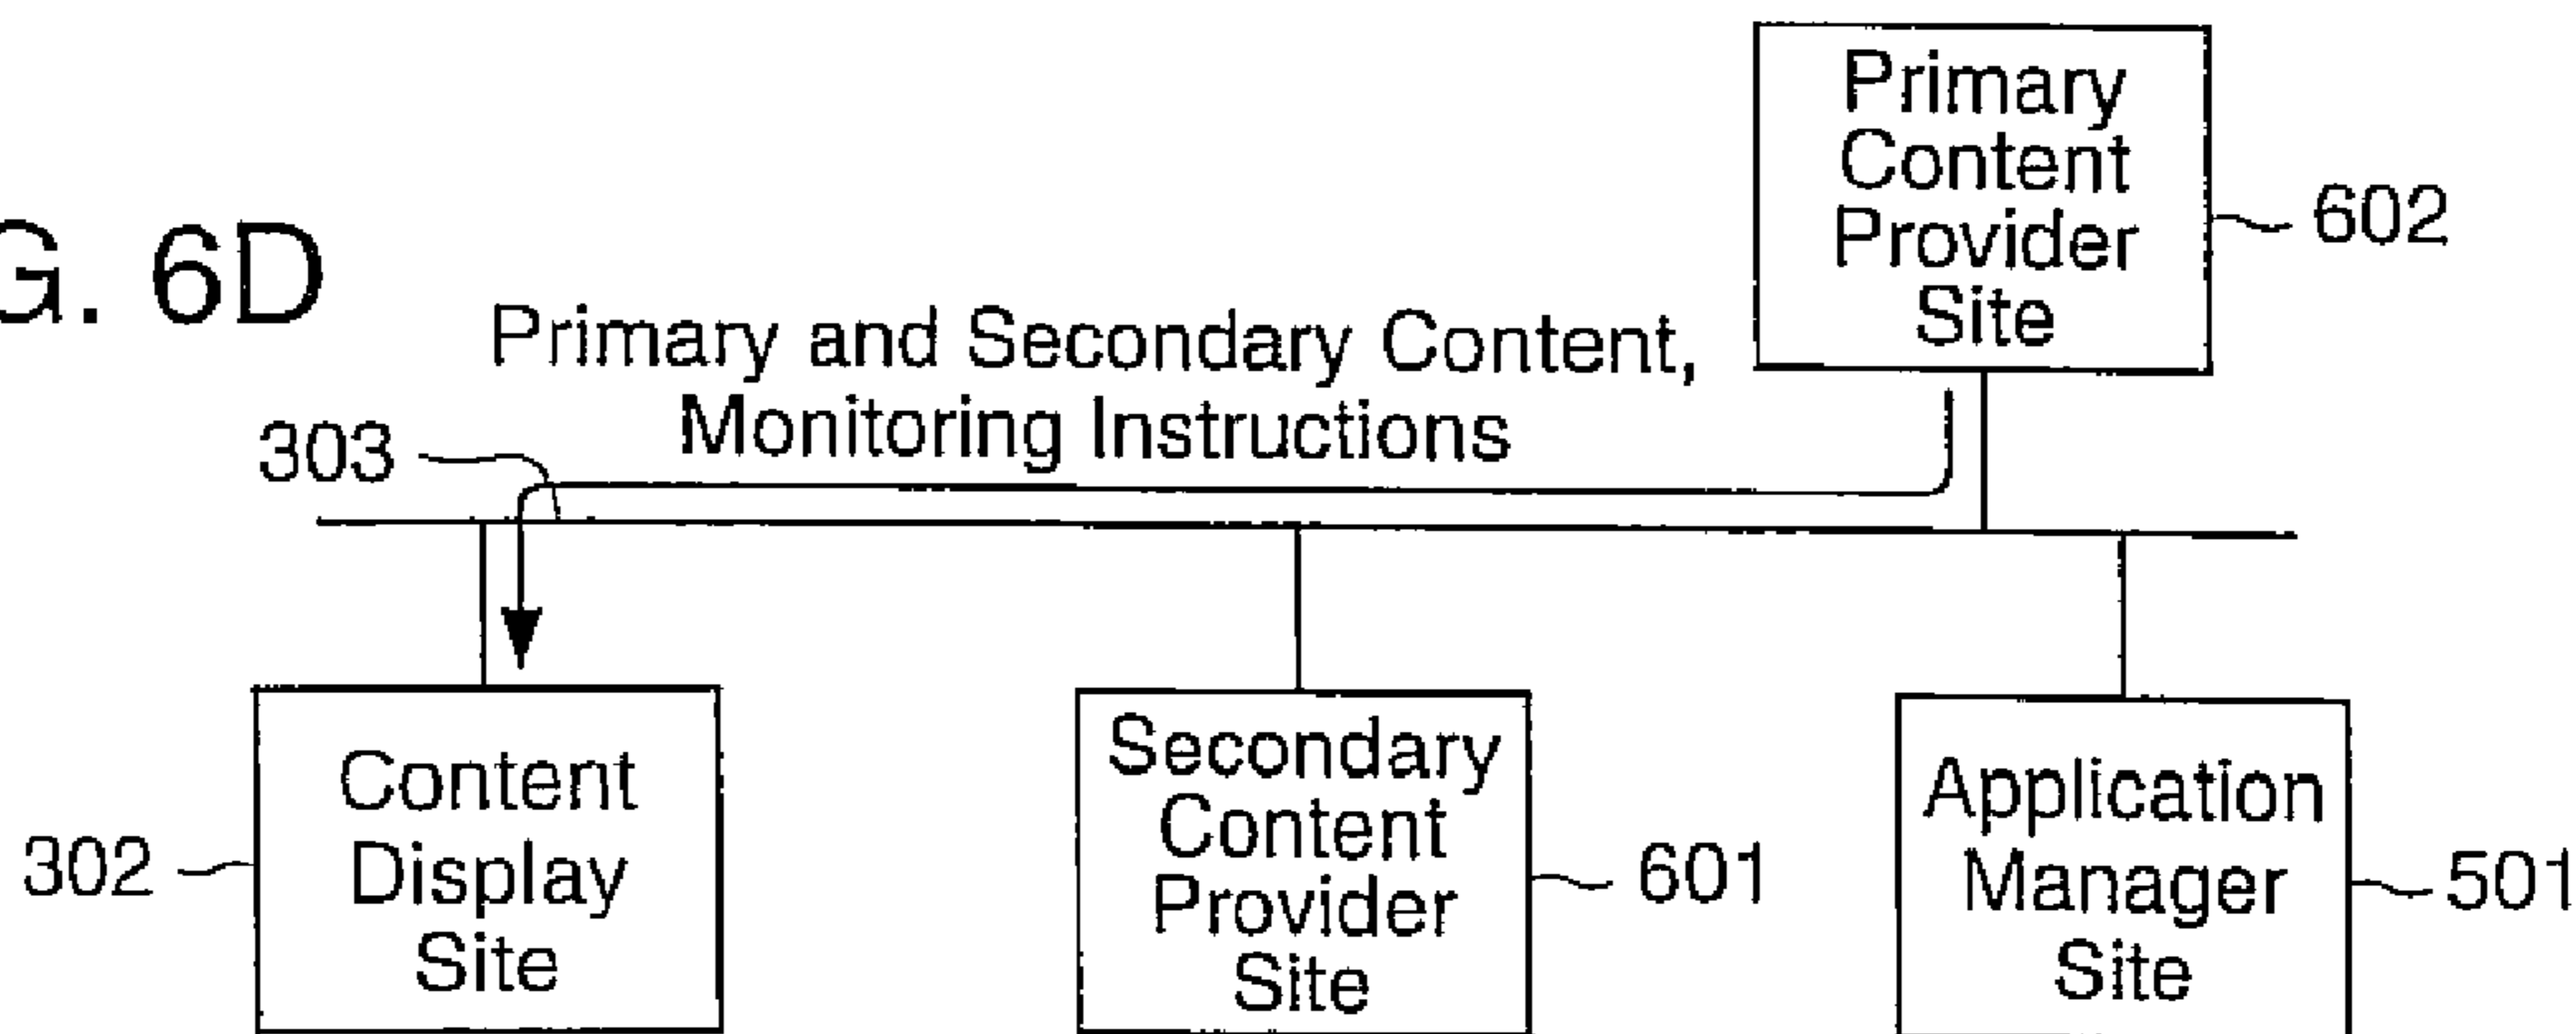 Primary
Content
Provider
Site
602
G. 6D
Primary and Secondary Content,
Monitoring Instructions
303
Content
Display
Site
302
Secondary
Content
Provider
Site
601
Application
Manager
Site
501